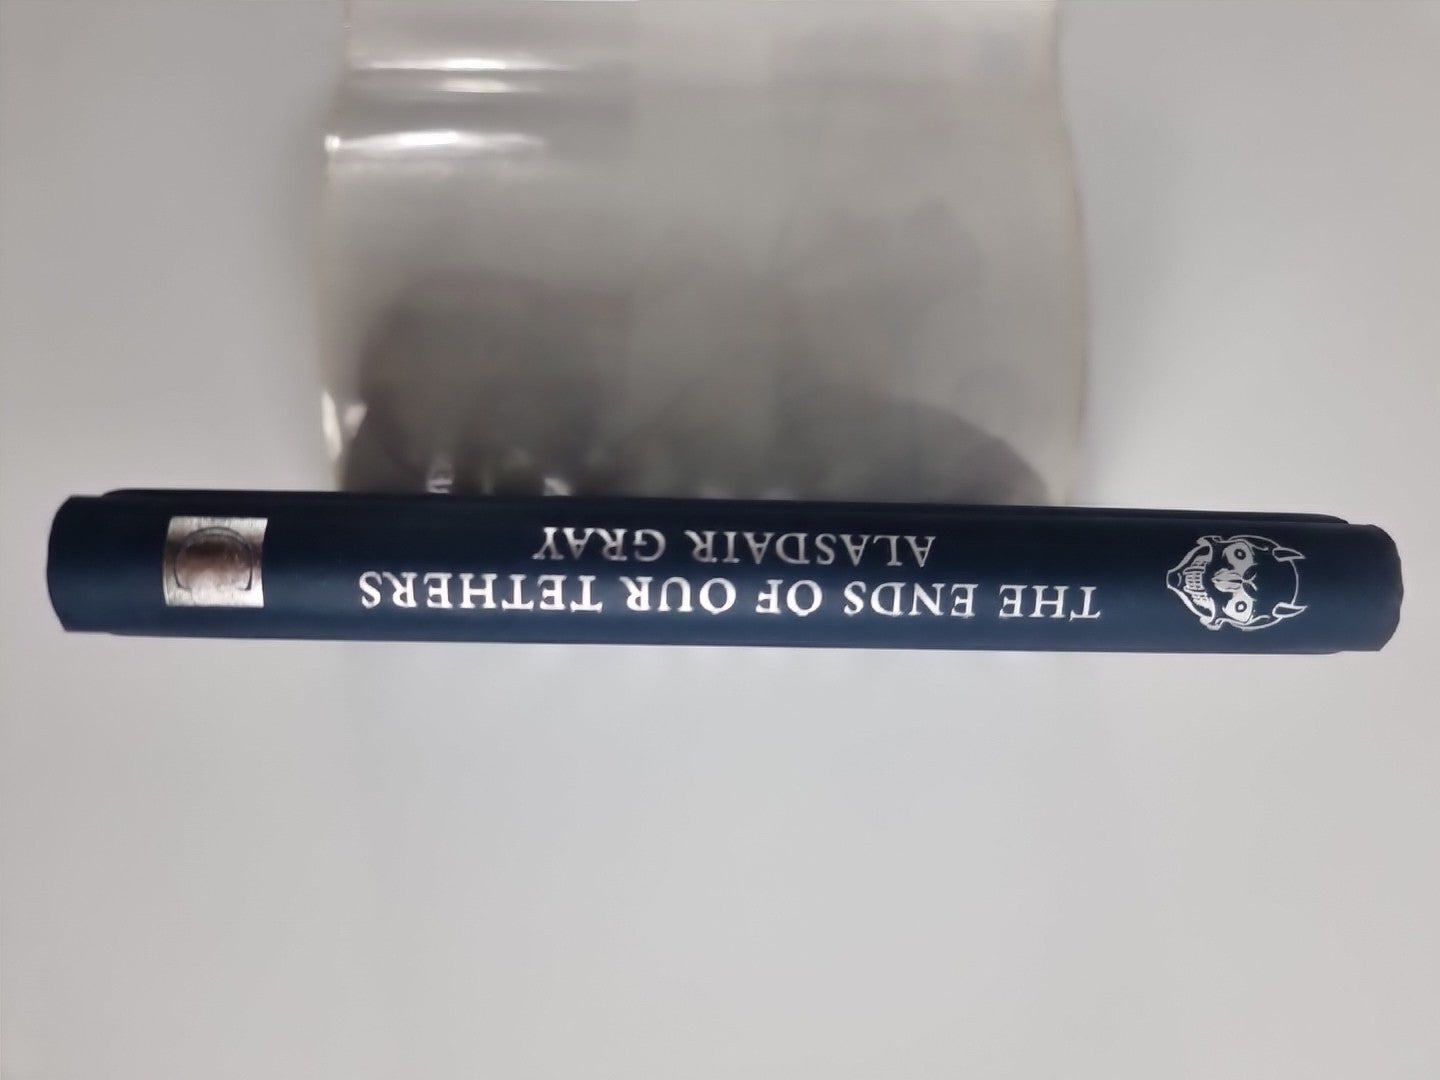 THE ENDS OF OUR TETHERS
ALASDAIR GRAY